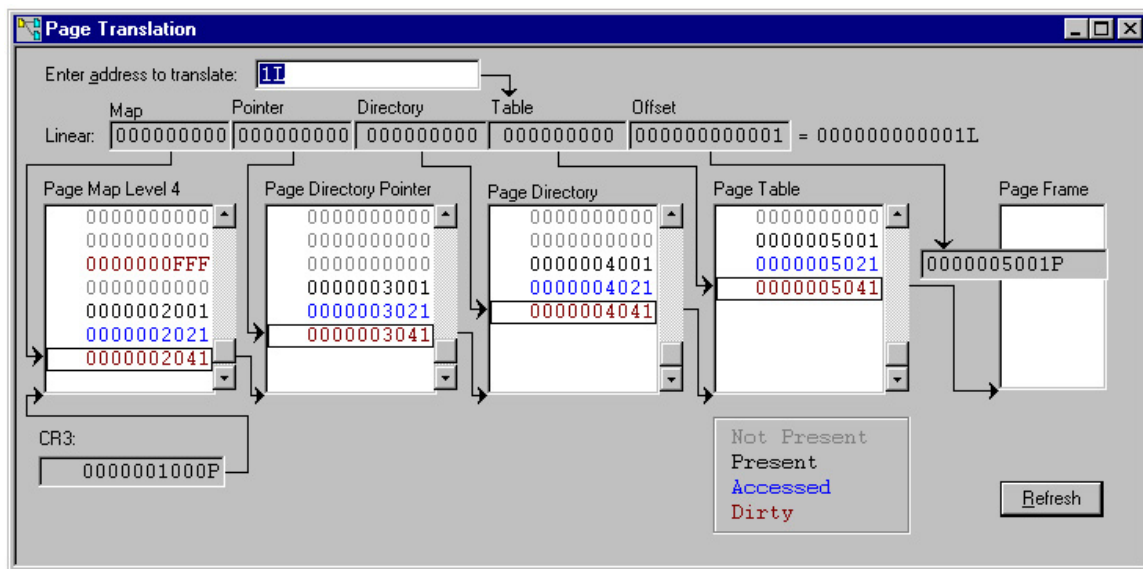 Page Translation
Enter address to translate: 1L
Map Pointer Directory Table Offset
Linear: 000000000 000000000 000000000 000000000 000000000001 = 000000000001L
Page Map Level 4
0000000000
0000000000
0000000FFF
0000000000
0000002001
0000002021
0000002041
Page Directory Pointer
0000000000
0000000000
0000000000
0000003001
0000003021
0000003041
Page Directory
0000000000
0000000000
0000004001
0000004021
0000004041
Page Table
0000000000
0000005001
0000005021
0000005041
Page Frame
0000005001P
CR3:
0000001000P
Not Present
Present
Accessed
Dirty
Refresh